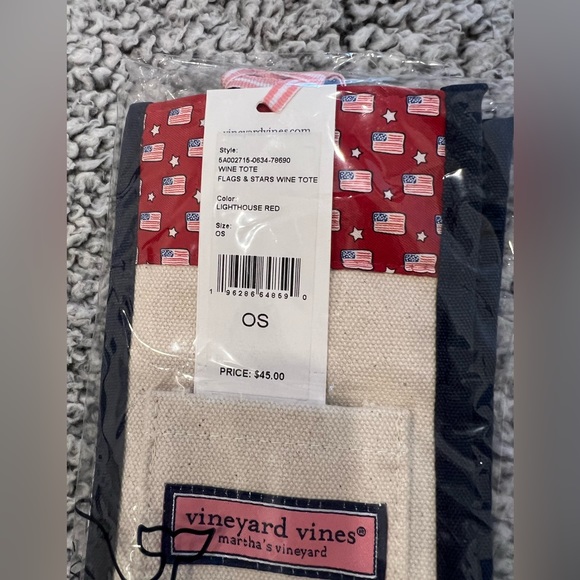 vineyardvines.com
Style:
5A002715-0634-78690
WINE TOTE
FLAGS & STARS WINE TOTE
Color:
LIGHTHOUSE RED
Size:
OS
1 96286 54859 0
OS
PRICE: $45.00
vineyard vines®
martha's vineyard